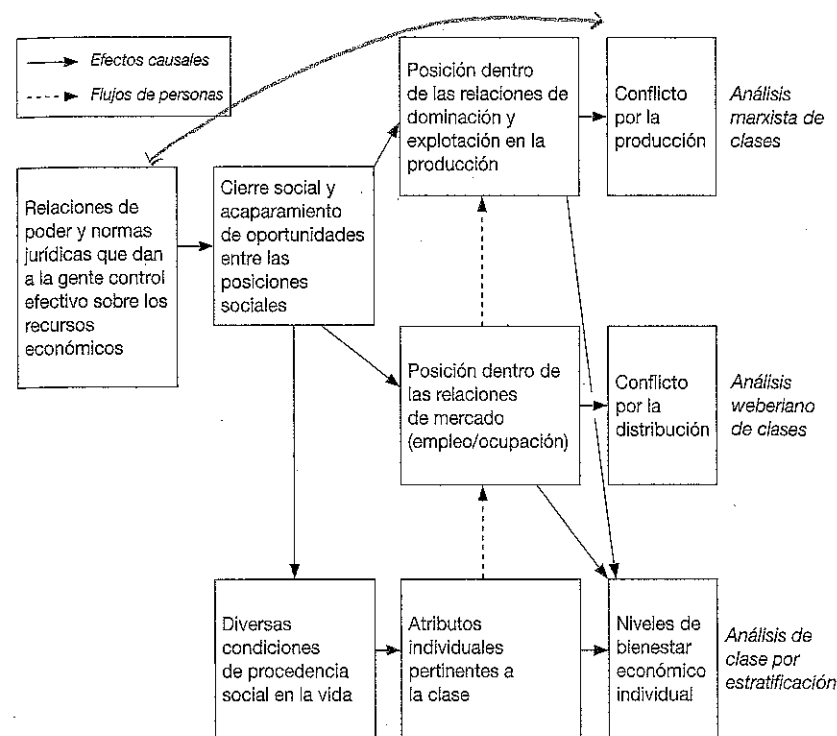 Efectos causales
Flujos de personas
Relaciones de
poder y normas
jurídicas que dan
a la gente control
efectivo sobre los
recursos
económicos
Cierre social y
acaparamiento
de oportunidades
entre las
posiciones
sociales
Posición dentro
de las relaciones de
dominación y
explotación en la
producción
Conflicto
por la
producción
Análisis
marxista de
clases
Posición dentro de
las relaciones
de mercado
(empleo/ocupación)
Conflicto
por la
distribución
Análisis
weberiano
de clases
Diversas
condiciones
de procedencia
social en la vida
Atributos
individuales
pertinentes a
la clase
Niveles de
bienestar
económico
individual
Análisis de
clase por
estratificación